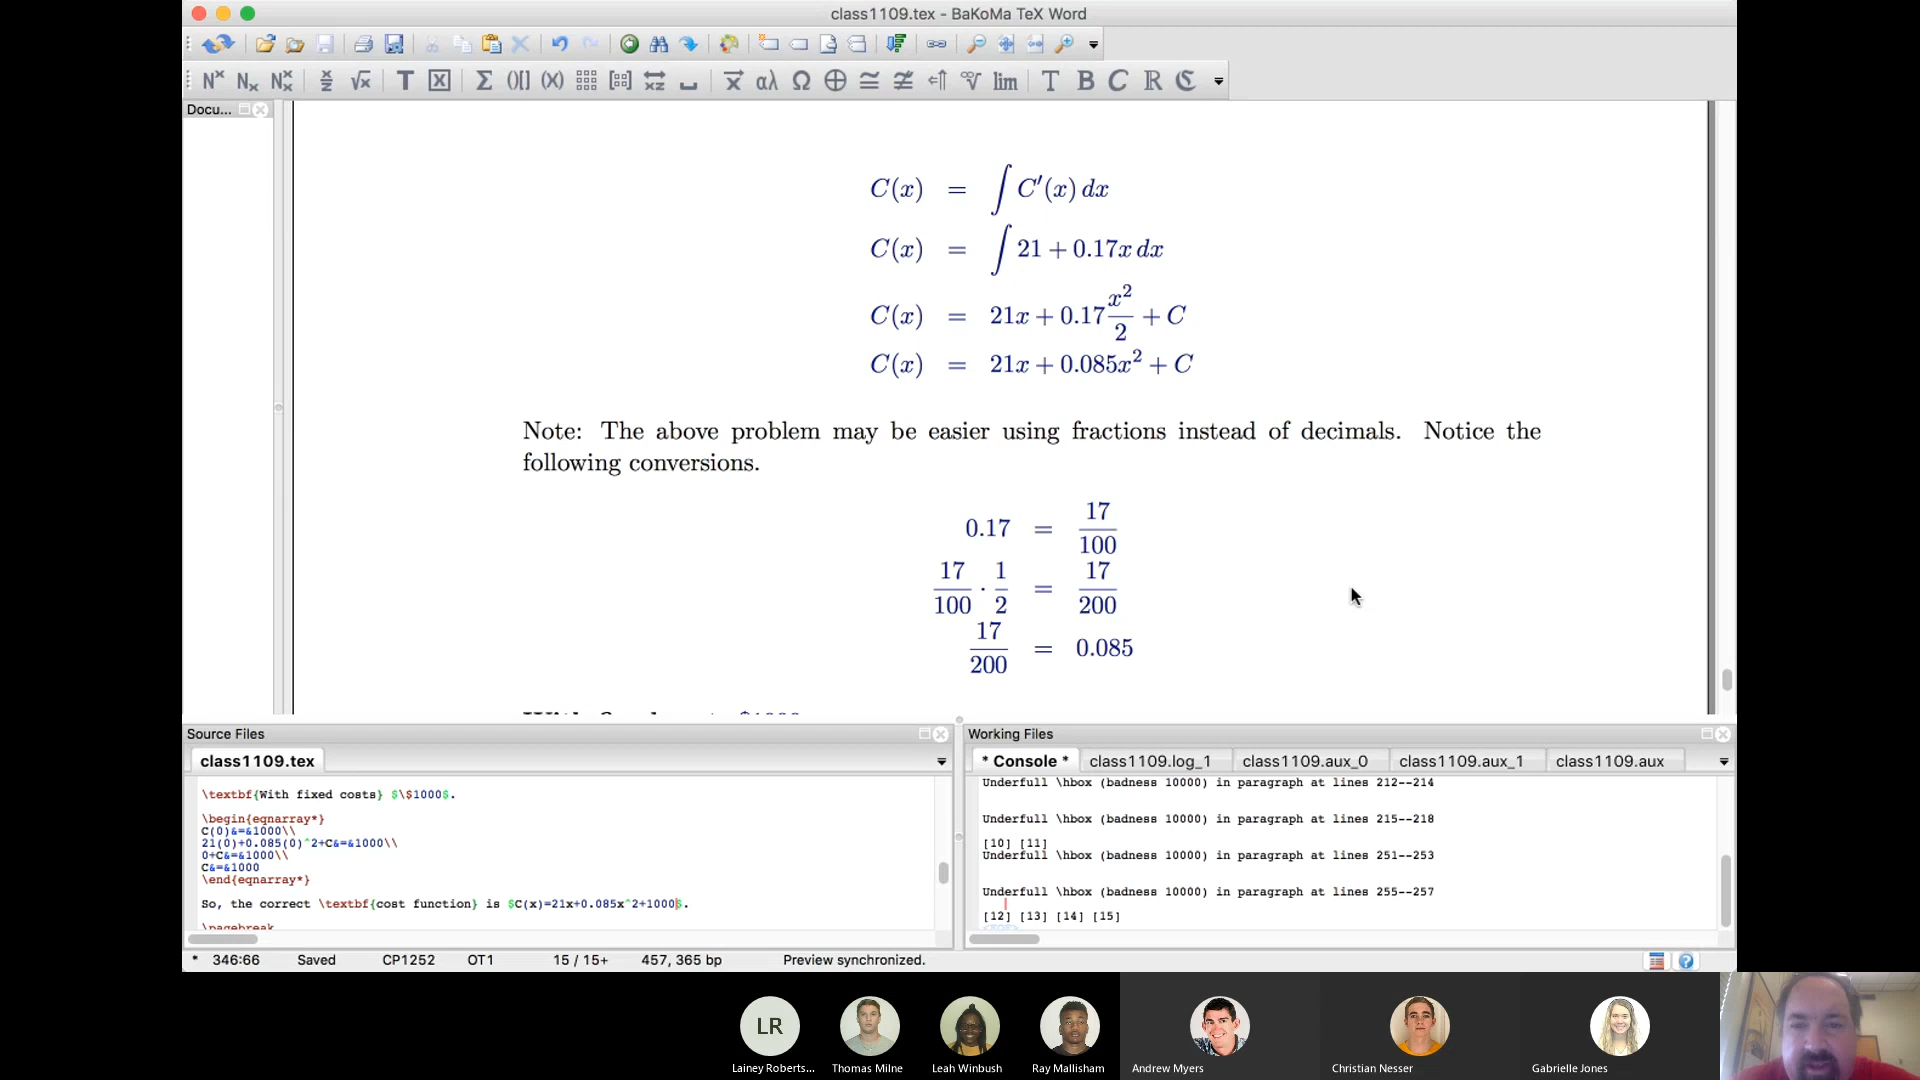 class1109.tex - BaKoMa TeX Word
Docu...
C(x) = ∫ C′(x) dx
C(x) = ∫ 21 + 0.17x dx
C(x) = 21x + 0.17 x²/2 + C
C(x) = 21x + 0.085x² + C
Note: The above problem may be easier using fractions instead of decimals. Notice the
following conversions.
0.17 = 17/100
17/100 · 1/2 = 17/200
17/200 = 0.085
Source Files
class1109.tex
\textbf{With fixed costs} $\$1000$.
\begin{eqnarray*}
C(0)&=&1000\\
21(0)+0.085(0)^2+C&=&1000\\
0+C&=&1000\\
C&=&1000
\end{eqnarray*}
So, the correct \textbf{cost function} is $C(x)=21x+0.085x^2+1000$.
\pagebreak
Working Files
* Console * class1109.log_1 class1109.aux_0 class1109.aux_1 class1109.aux
Underfull \hbox (badness 10000) in paragraph at lines 212--214
Underfull \hbox (badness 10000) in paragraph at lines 215--218
[10] [11]
Underfull \hbox (badness 10000) in paragraph at lines 251--253
Underfull \hbox (badness 10000) in paragraph at lines 255--257
[12] [13] [14] [15]
* 346:66 Saved CP1252 OT1 15 / 15+ 457, 365 bp Preview synchronized.
LR
Lainey Roberts... Thomas Milne Leah Winbush Ray Mallisham Andrew Myers Christian Nesser Gabrielle Jones